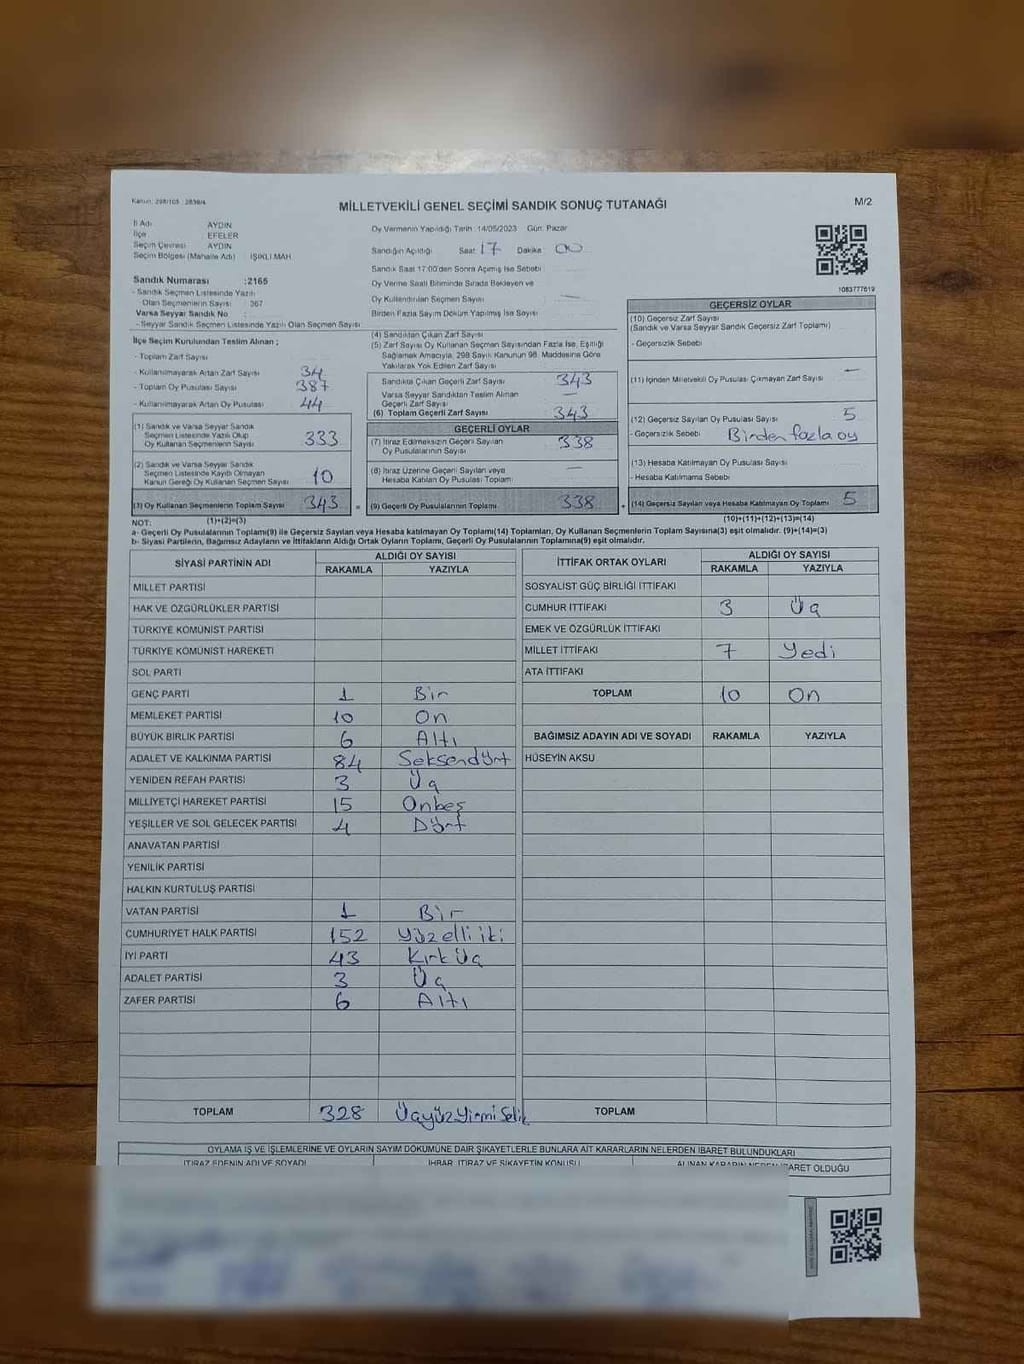 Kanun: 298/105 : 2839/4
MİLLETVEKİLİ GENEL SEÇİMİ SANDIK SONUÇ TUTANAĞI
M/2
İl Adı AYDIN
İlçe EFELER
Seçim Çevresi AYDIN
Seçim Bölgesi (Mahalle Adı) IŞIKLI MAH
Sandık Numarası :2165
- Sandık Seçmen Listesinde Yazılı
Olan Seçmenlerin Sayısı : 367
Varsa Seyyar Sandık No
- Seyyar Sandık Seçmen Listesinde Yazılı Olan Seçmen Sayısı
İlçe Seçim Kurulundan Teslim Alınan ;
- Toplam Zarf Sayısı
- Kullanılmayarak Artan Zarf Sayısı 34
- Toplam Oy Pusulası Sayısı 387
- Kullanılmayarak Artan Oy Pusulası 44
(1) Sandık ve Varsa Seyyar Sandık
Seçmen Listesinde Yazılı Olup
Oy Kullanan Seçmenlerin Sayısı 333
(2) Sandık ve Varsa Seyyar Sandık
Seçmen Listesinde Kayıtlı Olmayan
Kanun Gereği Oy Kullanan Seçmen Sayısı 10
(3) Oy Kullanan Seçmenlerin Toplam Sayısı 343
(1)+(2)=(3)
Oy Vermenin Yapıldığı Tarih : 14/05/2023 Gün: Pazar
Sandığın Açıldığı Saat: 17 Dakika: 00
Sandık Saat 17:00'den Sonra Açılmış İse Sebebi
Oy Verme Saati Bitiminde Sırada Bekleyen ve
Oy Kullandırılan Seçmen Sayısı —
Birden Fazla Sayım Döküm Yapılmış İse Sayısı
(4) Sandıktan Çıkan Zarf Sayısı
(5) Zarf Sayısı Oy Kullanan Seçmen Sayısından Fazla İse, Eşitliği
Sağlamak Amacıyla, 298 Sayılı Kanunun 98. Maddesine Göre
Yakılarak Yok Edilen Zarf Sayısı
Sandıkta Çıkan Geçerli Zarf Sayısı 343
Varsa Seyyar Sandıktan Teslim Alınan
Geçerli Zarf Sayısı —
(6) Toplam Geçerli Zarf Sayısı 343
GEÇERLİ OYLAR
(7) İtiraz Edilmeksizin Geçerli Sayılan
Oy Pusulalarının Sayısı 338
(8) İtiraz Üzerine Geçerli Sayılan veya
Hesaba Katılan Oy Pusulası Toplamı —
= (9) Geçerli Oy Pusulalarının Toplamı 338 +
1083777619
GEÇERSİZ OYLAR
(10) Geçersiz Zarf Sayısı
(Sandık ve Varsa Seyyar Sandık Geçersiz Zarf Toplamı)
- Geçersizlik Sebebi
(11) İçinden Milletvekili Oy Pusulası Çıkmayan Zarf Sayısı —
(12) Geçersiz Sayılan Oy Pusulası Sayısı 5
- Geçersizlik Sebebi Birden fazla oy
(13) Hesaba Katılmayan Oy Pusulası Sayısı
- Hesaba Katılmama Sebebi
(14) Geçersiz Sayılan veya Hesaba Katılmayan Oy Toplamı 5
(10)+(11)+(12)+(13)=(14)
NOT:
a- Geçerli Oy Pusulalarının Toplamı(9) ile Geçersiz Sayılan veya Hesaba katılmayan Oy Toplamı(14) Toplamları, Oy Kullanan Seçmenlerin Toplam Sayısına(3) eşit olmalıdır. (9)+(14)=(3)
b- Siyasi Partilerin, Bağımsız Adayların ve İttifakların Aldığı Ortak Oyların Toplamı, Geçerli Oy Pusulalarının Toplamına(9) eşit olmalıdır.
SİYASİ PARTİNİN ADI ALDIĞI OY SAYISI
RAKAMLA YAZIYLA
MİLLET PARTİSİ
HAK VE ÖZGÜRLÜKLER PARTİSİ
TÜRKİYE KOMÜNİST PARTİSİ
TÜRKİYE KOMÜNİST HAREKETİ
SOL PARTİ
GENÇ PARTİ 1 Bir
MEMLEKET PARTİSİ 10 On
BÜYÜK BİRLİK PARTİSİ 6 Altı
ADALET VE KALKINMA PARTİSİ 84 Seksendört
YENİDEN REFAH PARTİSİ 3 Üç
MİLLİYETÇİ HAREKET PARTİSİ 15 Onbeş
YEŞİLLER VE SOL GELECEK PARTİSİ 4 Dört
ANAVATAN PARTİSİ
YENİLİK PARTİSİ
HALKIN KURTULUŞ PARTİSİ
VATAN PARTİSİ 1 Bir
CUMHURİYET HALK PARTİSİ 152 Yüzelli iki
İYİ PARTİ 43 Kırk Üç
ADALET PARTİSİ 3 Üç
ZAFER PARTİSİ 6 Altı
TOPLAM 328 Üçyüzyirmi Sekiz
İTTİFAK ORTAK OYLARI ALDIĞI OY SAYISI
RAKAMLA YAZIYLA
SOSYALİST GÜÇ BİRLİĞİ İTTİFAKI
CUMHUR İTTİFAKI 3 Üç
EMEK VE ÖZGÜRLÜK İTTİFAKI
MİLLET İTTİFAKI 7 Yedi
ATA İTTİFAKI
TOPLAM 10 On
BAĞIMSIZ ADAYIN ADI VE SOYADI RAKAMLA YAZIYLA
HÜSEYİN AKSU
TOPLAM
OYLAMA İŞ VE İŞLEMLERİNE VE OYLARIN SAYIM DÖKÜMÜNE DAİR ŞİKAYETLERLE BUNLARA AİT KARARLARIN NELERDEN İBARET BULUNDUKLARI
İTİRAZ EDENİN ADI VE SOYADI İHBAR, İTİRAZ VE ŞİKAYETİN KONUSU ALINAN KARARIN NEDEN İBARET OLDUĞU